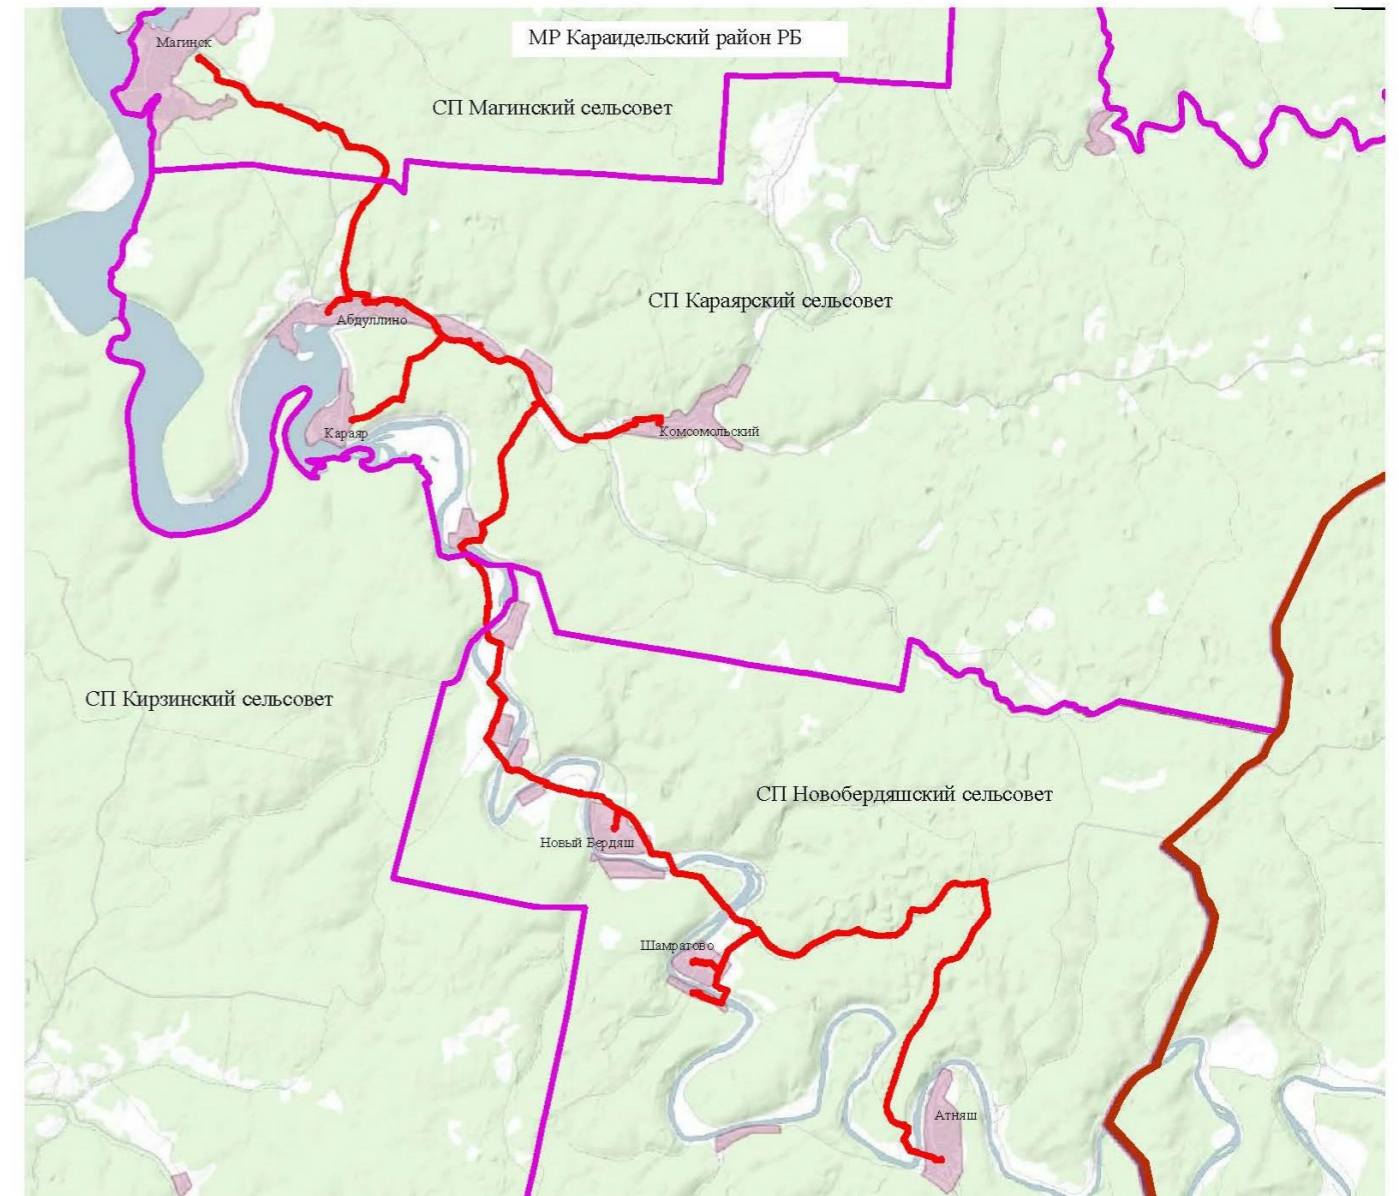 МР Караидельский район РБ
Магинск
СП Магинский сельсовет
СП Караярский сельсовет
Абдуллино
Караяр
Комсомольский
СП Кирзинский сельсовет
СП Новобердяшский сельсовет
Новый Бердяш
Шамратово
Атняш